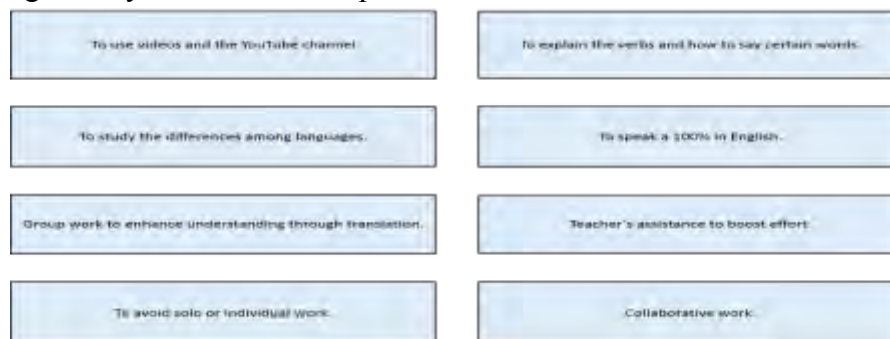 To use videos and the YouTube channel.
To explain the verbs and how to say certain words.
To study the differences among languages.
To speak a 100% in English.
Group work to enhance understanding through translation.
Teacher's assistance to boost effort.
To avoid solo or individual work.
Collaborative work.